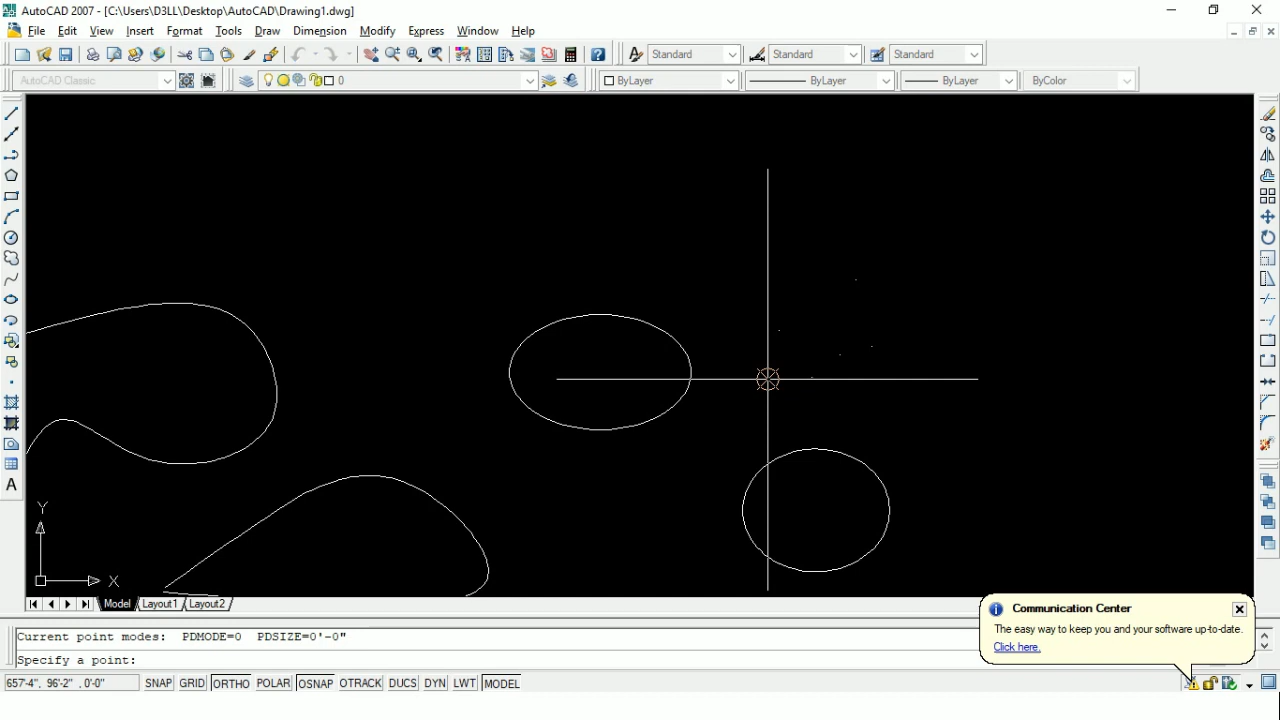 AutoCAD 2007 - [C:\Users\D3LL\Desktop\AutoCAD\Drawing1.dwg]
File Edit View Insert Format Tools Draw Dimension Modify Express Window Help
Standard Standard Standard
AutoCAD Classic 0 ByLayer ByLayer ByLayer ByColor
A
Y
X
Model Layout1 Layout2
Communication Center
The easy way to keep you and your software up-to-date.
Click here.
Current point modes: PDMODE=0 PDSIZE=0'-0"
Specify a point:
657'-4", 96'-2" , 0'-0" SNAP GRID ORTHO POLAR OSNAP OTRACK DUCS DYN LWT MODEL